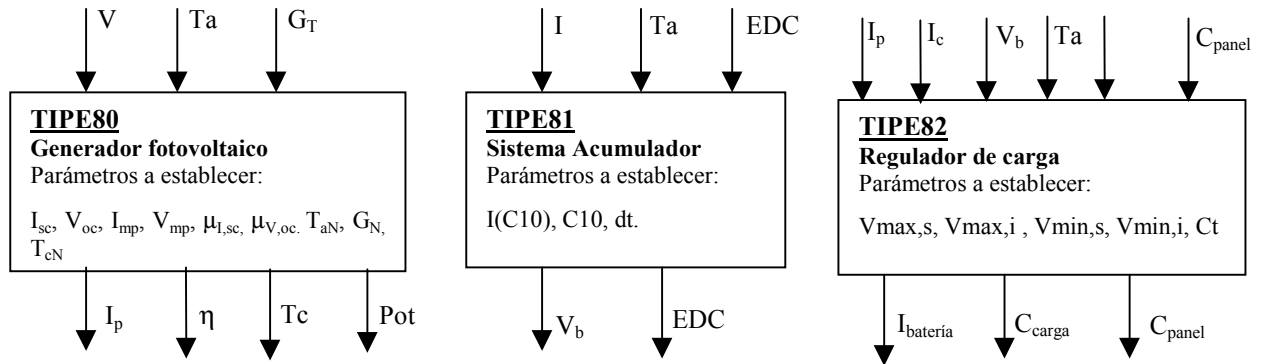 V Ta G_T
I Ta EDC
I_p I_c V_b Ta C_panel
TIPE80
Generador fotovoltaico
Parámetros a establecer:
I_sc, V_oc, I_mp, V_mp, μ_I,sc, μ_V,oc. T_aN, G_N,
T_cN
I_p η Tc Pot
TIPE81
Sistema Acumulador
Parámetros a establecer:
I(C10), C10, dt.
V_b EDC
TIPE82
Regulador de carga
Parámetros a establecer:
Vmax,s, Vmax,i , Vmin,s, Vmin,i, Ct
I_batería C_carga C_panel